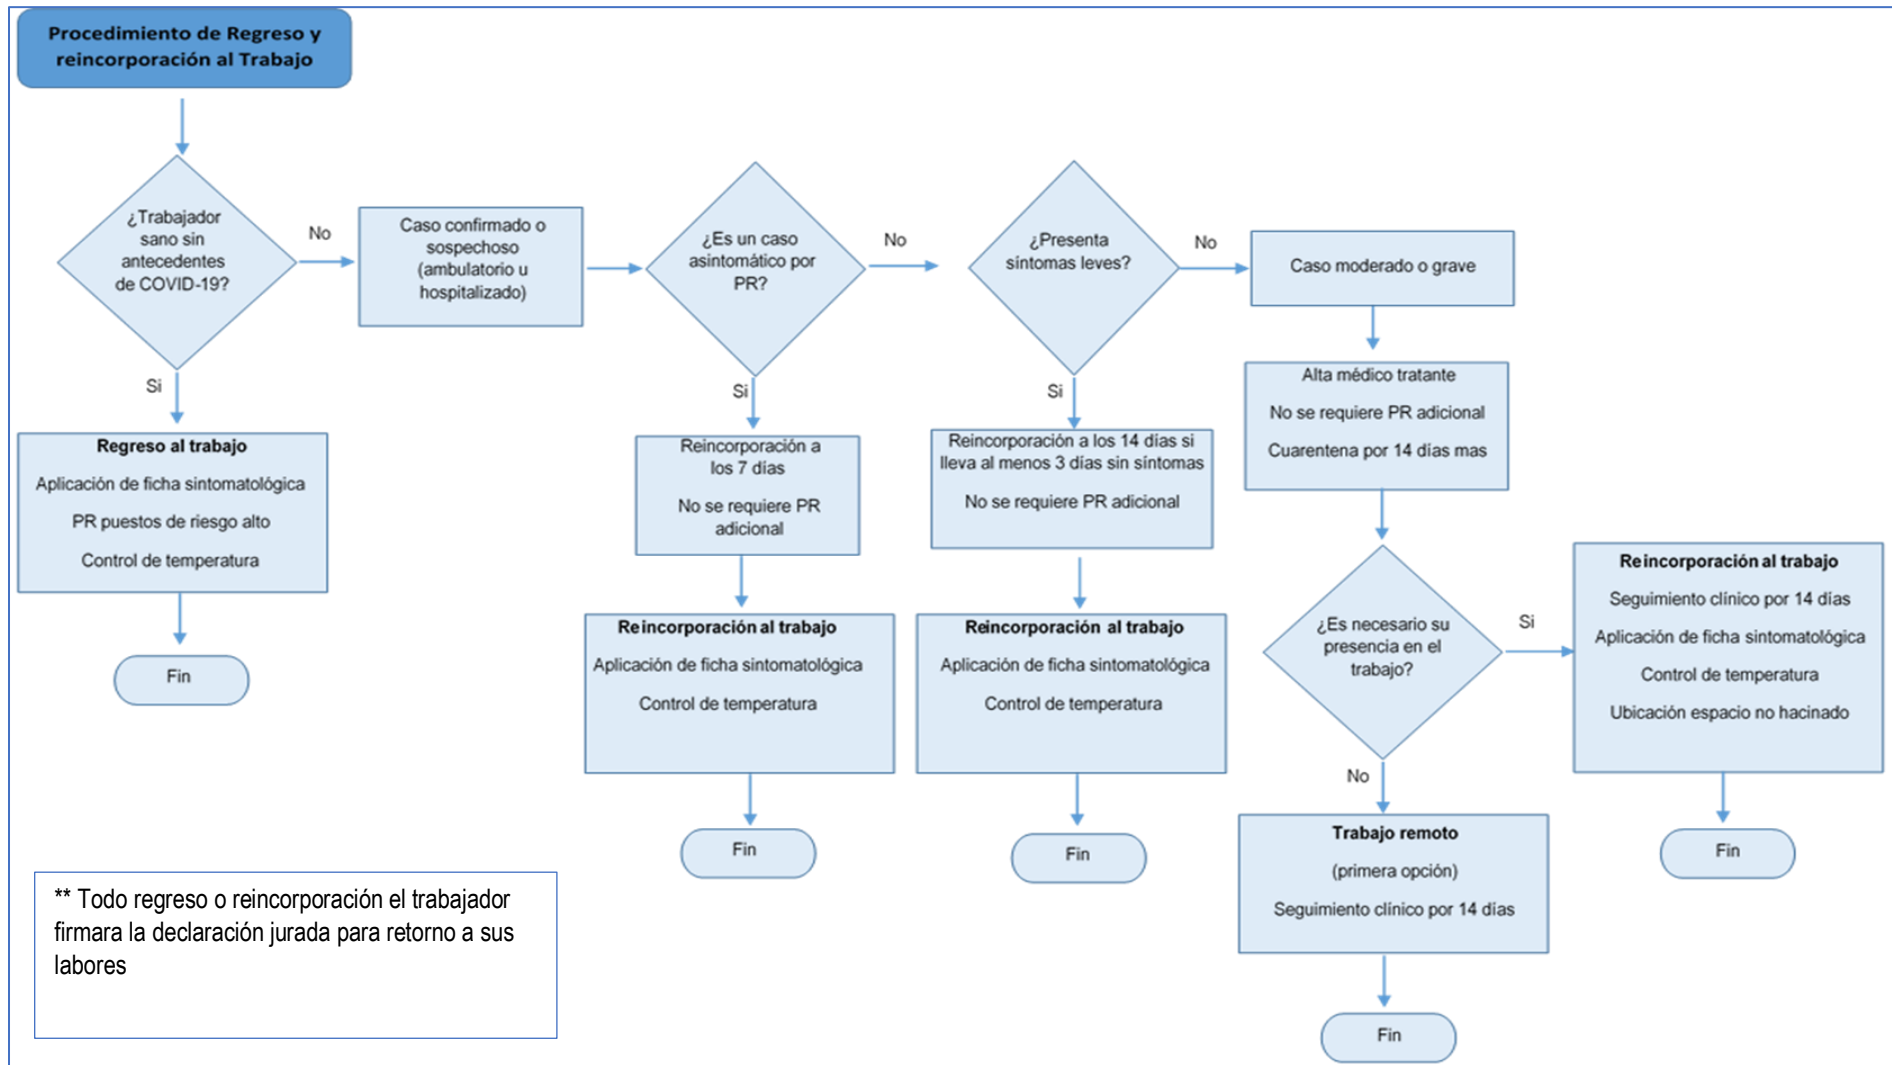 Procedimiento de Regreso y
reincorporación al Trabajo
¿Trabajador
sano sin
antecedentes
de COVID-19?
No
Caso confirmado o
sospechoso
(ambulatorio u
hospitalizado)
¿Es un caso
asintomático por
PR?
No
¿Presenta
síntomas leves?
No
Caso moderado o grave
Si
Regreso al trabajo
Aplicación de ficha sintomatológica
PR puestos de riesgo alto
Control de temperatura
Fin
Si
Reincorporación a
los 7 días
No se requiere PR
adicional
Reincorporación al trabajo
Aplicación de ficha sintomatológica
Control de temperatura
Fin
Si
Reincorporación a los 14 días si
lleva al menos 3 días sin síntomas
No se requiere PR adicional
Reincorporación al trabajo
Aplicación de ficha sintomatológica
Control de temperatura
Fin
Alta médico tratante
No se requiere PR adicional
Cuarentena por 14 días mas
¿Es necesario su
presencia en el
trabajo?
Si
Reincorporación al trabajo
Seguimiento clínico por 14 días
Aplicación de ficha sintomatológica
Control de temperatura
Ubicación espacio no hacinado
Fin
No
Trabajo remoto
(primera opción)
Seguimiento clínico por 14 días
Fin
** Todo regreso o reincorporación el trabajador
firmara la declaración jurada para retorno a sus
labores